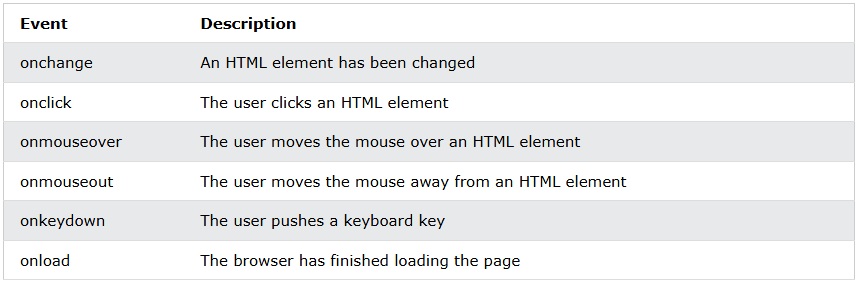 Event Description
onchange An HTML element has been changed
onclick The user clicks an HTML element
onmouseover The user moves the mouse over an HTML element
onmouseout The user moves the mouse away from an HTML element
onkeydown The user pushes a keyboard key
onload The browser has finished loading the page